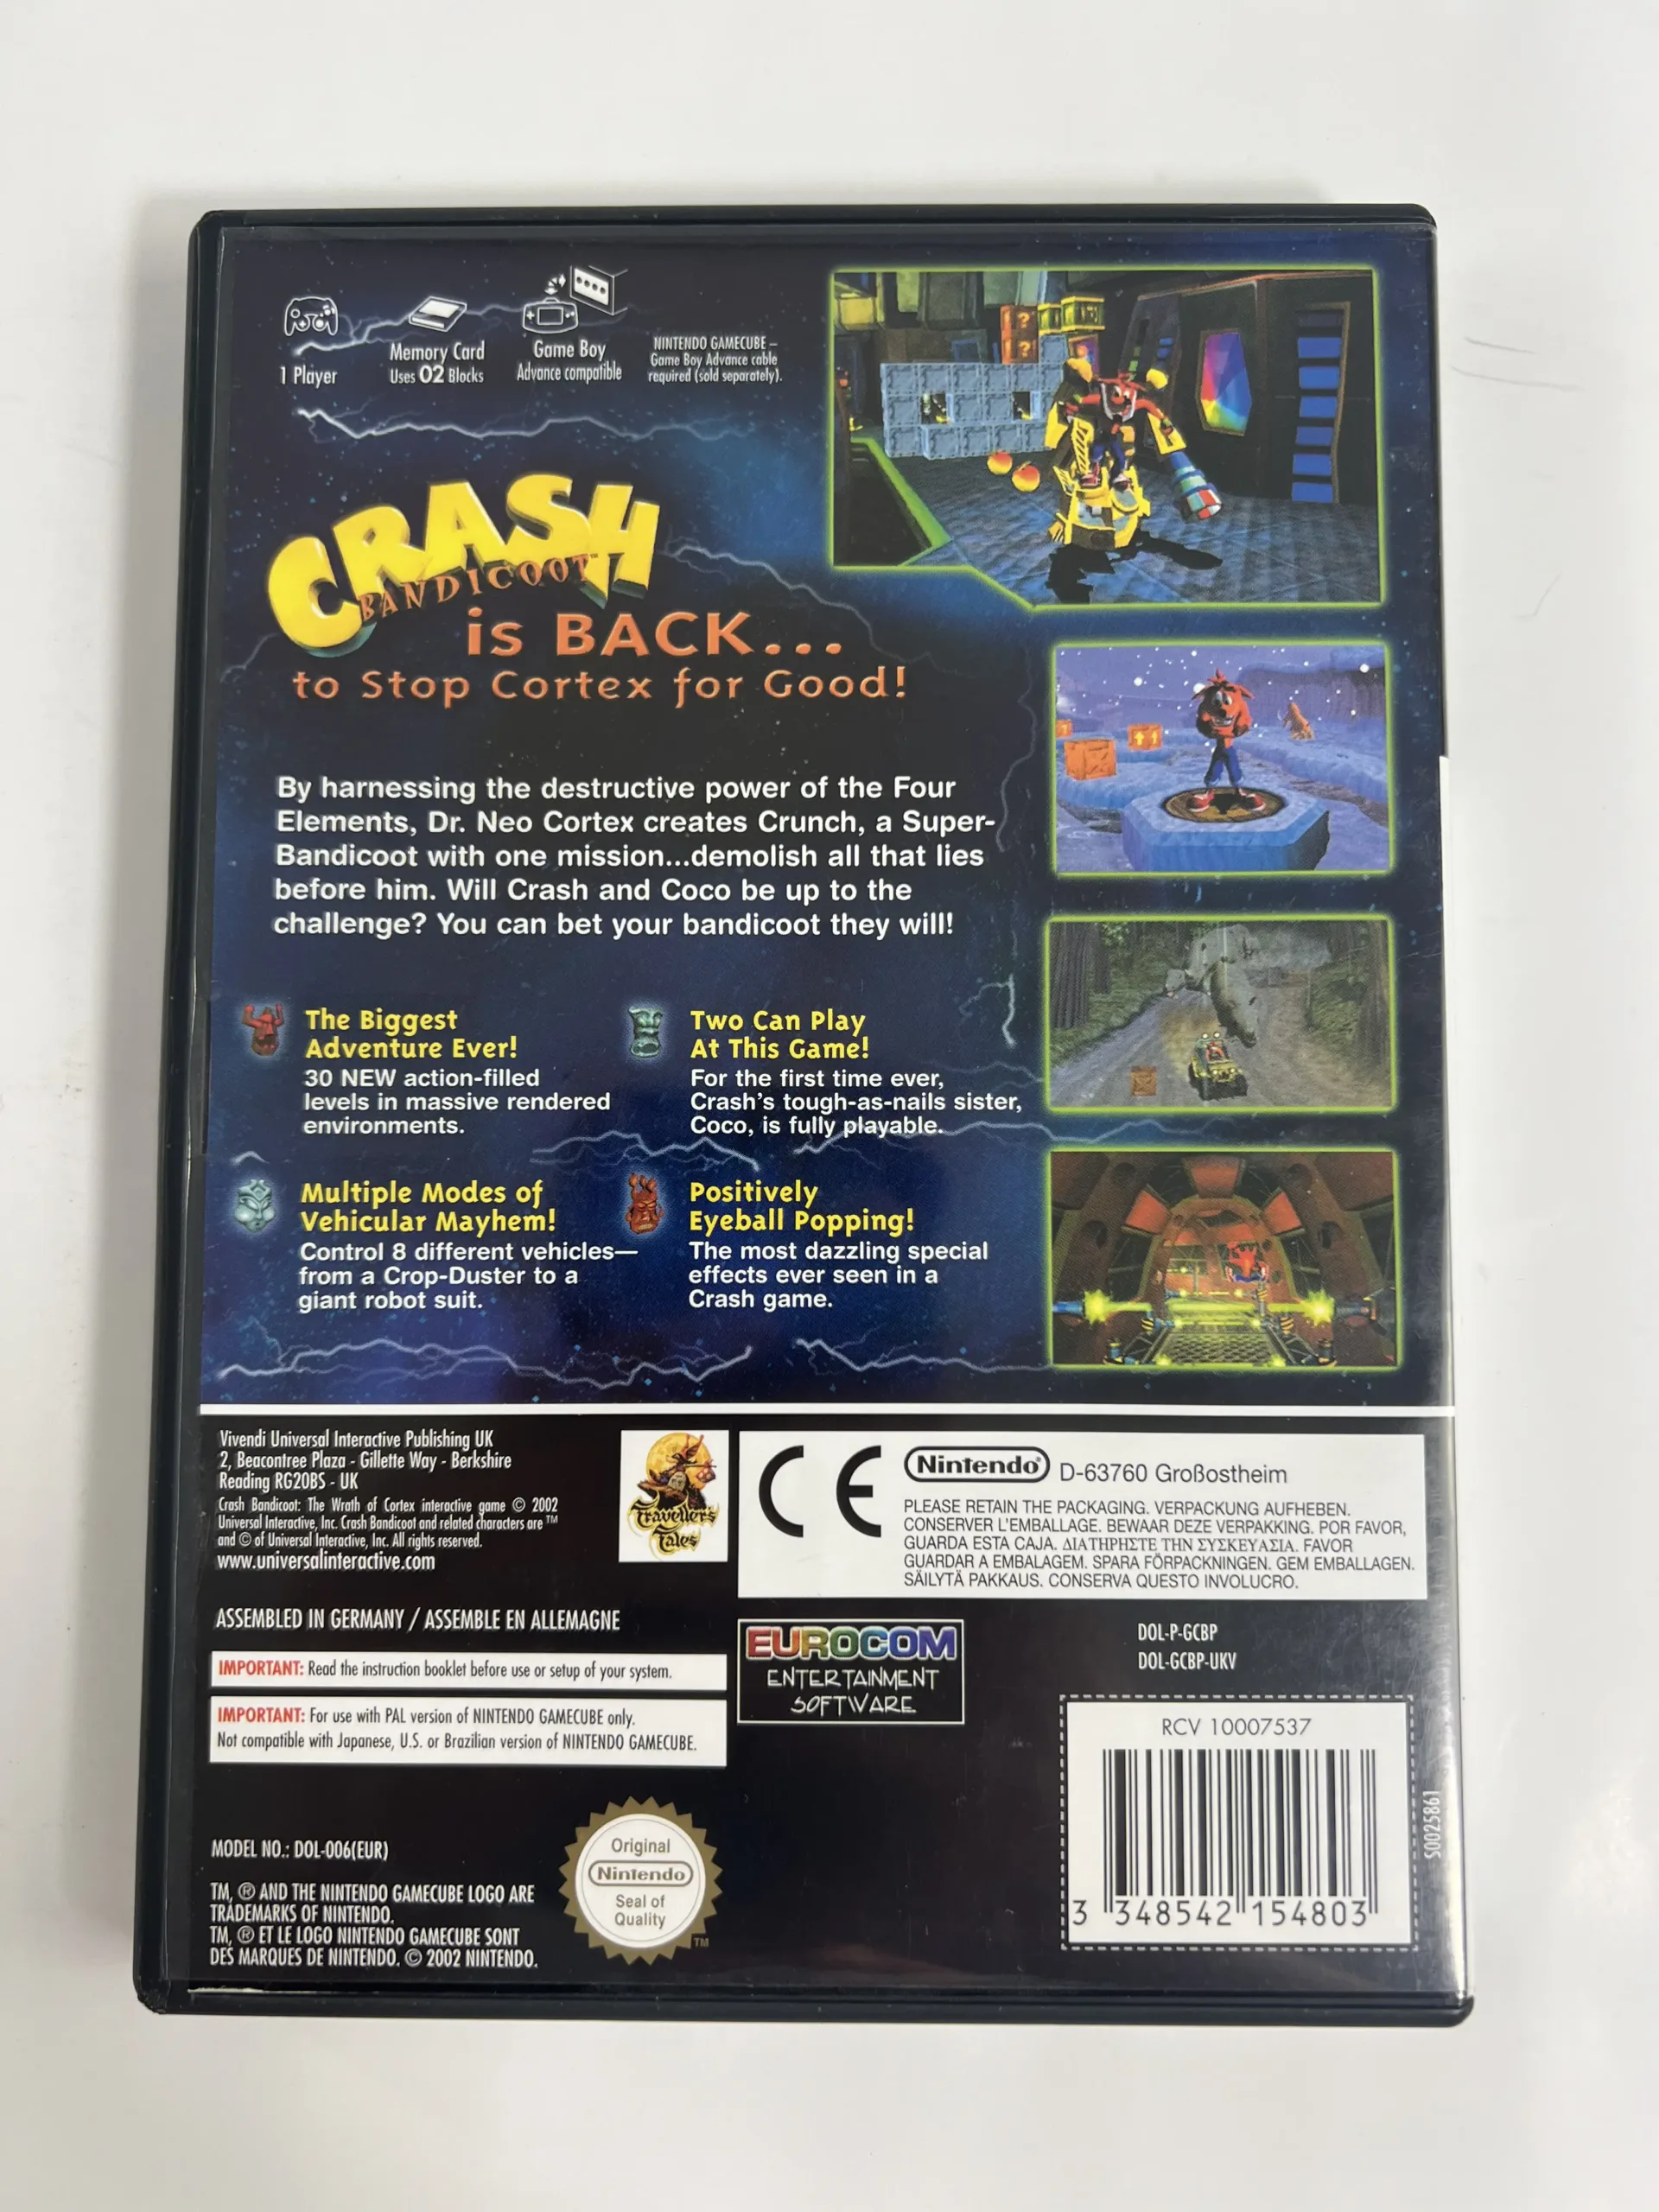 1 Player
Memory Card
Uses 02 Blocks
Game Boy
Advance compatible
NINTENDO GAMECUBE –
Game Boy Advance cable
required (sold separately).
CRASH
BANDICOOT™
is BACK...
to Stop Cortex for Good!
By harnessing the destructive power of the Four
Elements, Dr. Neo Cortex creates Crunch, a Super-
Bandicoot with one mission...demolish all that lies
before him. Will Crash and Coco be up to the
challenge? You can bet your bandicoot they will!
The Biggest
Adventure Ever!
30 NEW action-filled
levels in massive rendered
environments.
Two Can Play
At This Game!
For the first time ever,
Crash's tough-as-nails sister,
Coco, is fully playable.
Multiple Modes of
Vehicular Mayhem!
Control 8 different vehicles—
from a Crop-Duster to a
giant robot suit.
Positively
Eyeball Popping!
The most dazzling special
effects ever seen in a
Crash game.
Vivendi Universal Interactive Publishing UK
2, Beacontree Plaza - Gillette Way - Berkshire
Reading RG20BS - UK
Crash Bandicoot: The Wrath of Cortex interactive game © 2002
Universal Interactive, Inc. Crash Bandicoot and related characters are ™
and © of Universal Interactive, Inc. All rights reserved.
www.universalinteractive.com
Traveller's
Tales
CE
Nintendo® D-63760 Großostheim
PLEASE RETAIN THE PACKAGING. VERPACKUNG AUFHEBEN.
CONSERVER L'EMBALLAGE. BEWAAR DEZE VERPAKKING. POR FAVOR,
GUARDA ESTA CAJA. ΔΙΑΤΗΡΗΣΤΕ ΤΗΝ ΣΥΣΚΕΥΑΣΙΑ. FAVOR
GUARDAR A EMBALAGEM. SPARA FÖRPACKNINGEN. GEM EMBALLAGEN.
SÄILYTÄ PAKKAUS. CONSERVA QUESTO INVOLUCRO.
ASSEMBLED IN GERMANY / ASSEMBLE EN ALLEMAGNE
IMPORTANT: Read the instruction booklet before use or setup of your system.
IMPORTANT: For use with PAL version of NINTENDO GAMECUBE only.
Not compatible with Japanese, U.S. or Brazilian version of NINTENDO GAMECUBE.
EUROCOM
ENTERTAINMENT
SOFTWARE
DOL-P-GCBP
DOL-GCBP-UKV
RCV 10007537
3 348542 154803
S0025861
MODEL NO.: DOL-006(EUR)
TM, ® AND THE NINTENDO GAMECUBE LOGO ARE
TRADEMARKS OF NINTENDO.
TM, ® ET LE LOGO NINTENDO GAMECUBE SONT
DES MARQUES DE NINTENDO. © 2002 NINTENDO.
Original
Nintendo
Seal of
Quality
TM